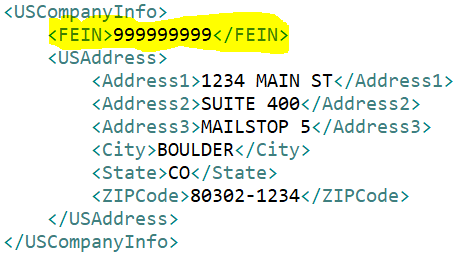 <USCompanyInfo>
<FEIN>999999999</FEIN>
<USAddress>
<Address1>1234 MAIN ST</Address1>
<Address2>SUITE 400</Address2>
<Address3>MAILSTOP 5</Address3>
<City>BOULDER</City>
<State>CO</State>
<ZIPCode>80302-1234</ZIPCode>
</USAddress>
</USCompanyInfo>